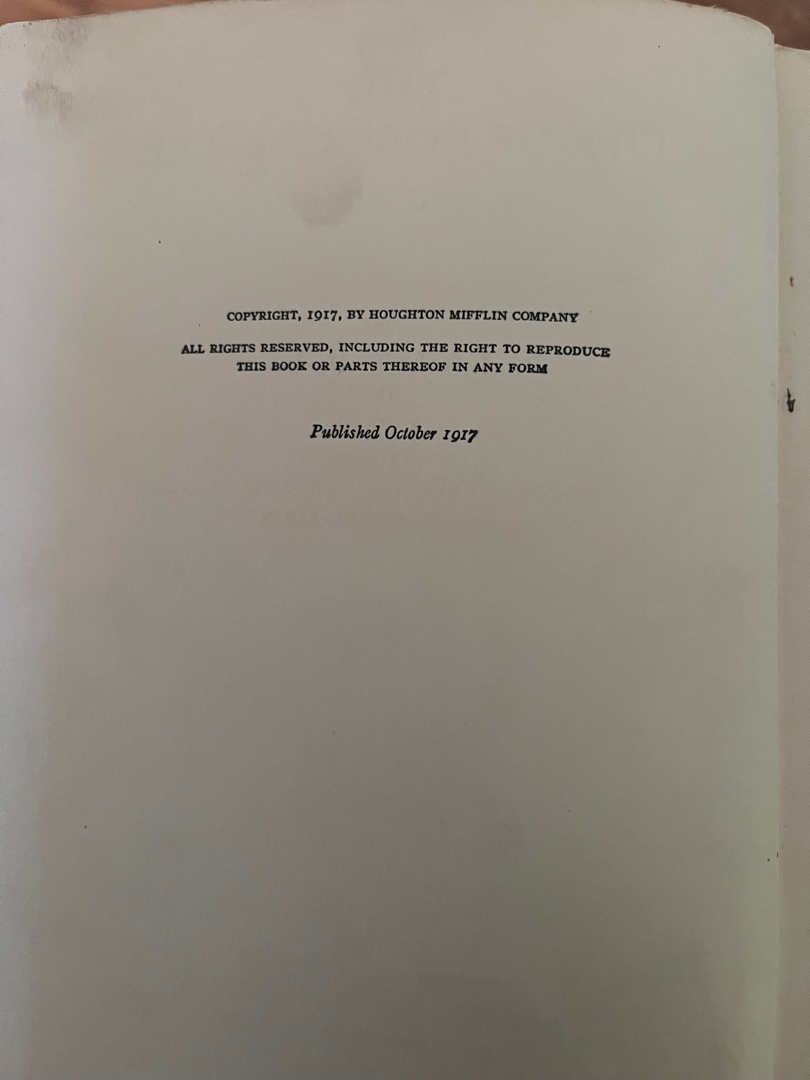 COPYRIGHT, 1917, BY HOUGHTON MIFFLIN COMPANY
ALL RIGHTS RESERVED, INCLUDING THE RIGHT TO REPRODUCE
THIS BOOK OR PARTS THEREOF IN ANY FORM
Published October 1917